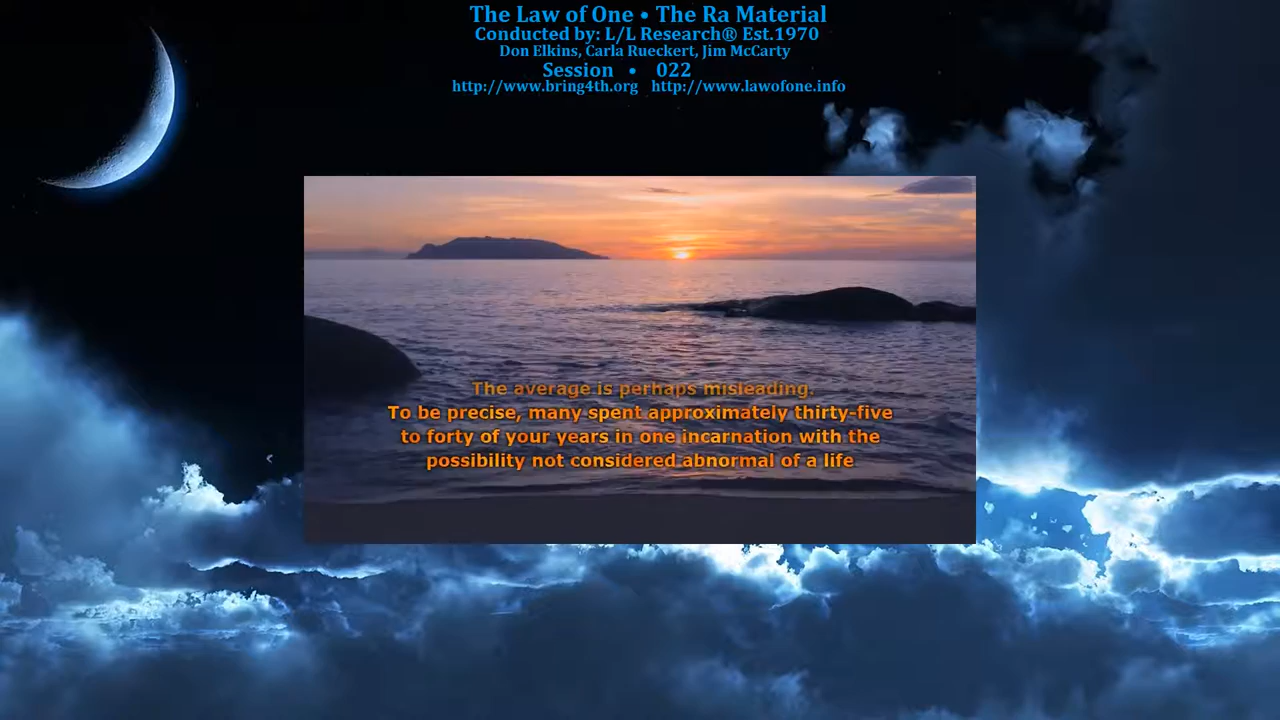 The Law of One • The Ra Material
Conducted by: L/L Research® Est.1970
Don Elkins, Carla Rueckert, Jim McCarty
Session • 022
http://www.bring4th.org http://www.lawofone.info
The average is perhaps misleading.
To be precise, many spent approximately thirty-five
to forty of your years in one incarnation with the
possibility not considered abnormal of a life